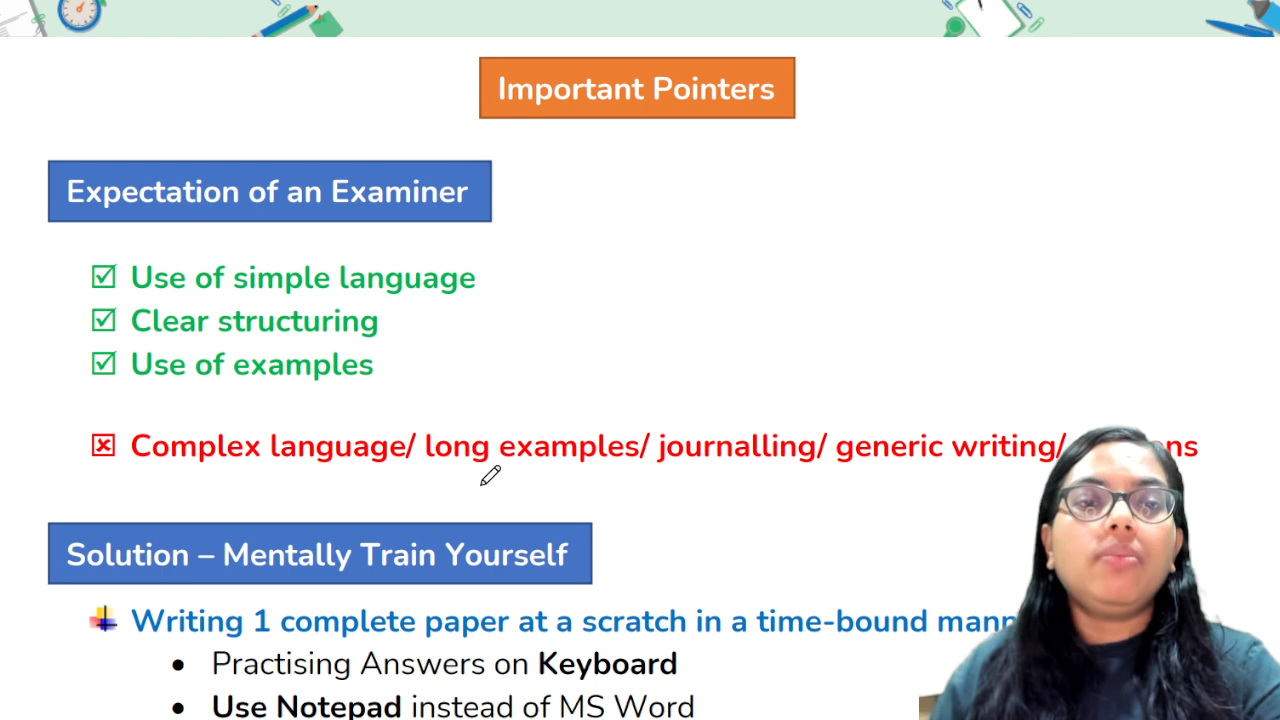 Important Pointers
Expectation of an Examiner
Use of simple language
Clear structuring
Use of examples
Complex language/ long examples/ journalling/ generic writing/
Solution – Mentally Train Yourself
Writing 1 complete paper at a scratch in a time-bound
Practising Answers on Keyboard
Use Notepad instead of MS Word